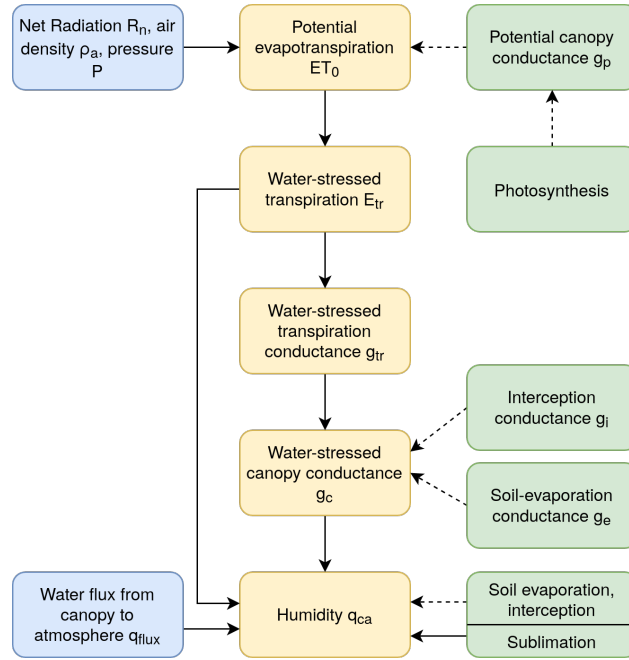 Net Radiation Rn, air
density ρa, pressure
P
Potential
evapotranspiration
ET0
Potential canopy
conductance gp
Water-stressed
transpiration Etr
Photosynthesis
Water-stressed
transpiration
conductance gtr
Interception
conductance gi
Water-stressed
canopy conductance
gc
Soil-evaporation
conductance ge
Water flux from
canopy to
atmosphere qflux
Humidity qca
Soil evaporation,
interception
Sublimation